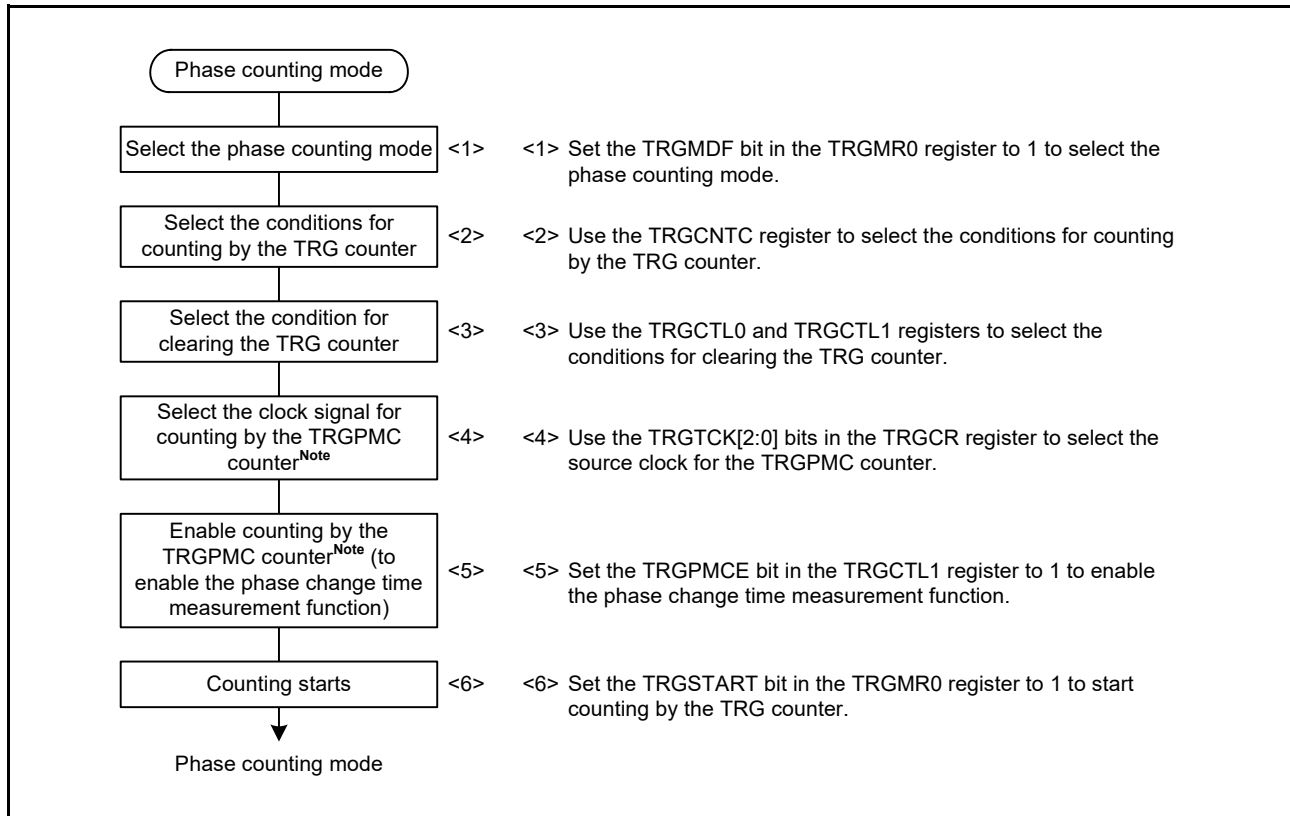 Phase counting mode
Select the phase counting mode <1> <1> Set the TRGMDF bit in the TRGMR0 register to 1 to select the
phase counting mode.
Select the conditions for
counting by the TRG counter <2> <2> Use the TRGCNTC register to select the conditions for counting
by the TRG counter.
Select the condition for
clearing the TRG counter <3> <3> Use the TRGCTL0 and TRGCTL1 registers to select the
conditions for clearing the TRG counter.
Select the clock signal for
counting by the TRGPMC
counterNote <4> <4> Use the TRGTCK[2:0] bits in the TRGCR register to select the
source clock for the TRGPMC counter.
Enable counting by the
TRGPMC counterNote (to
enable the phase change time
measurement function) <5> <5> Set the TRGPMCE bit in the TRGCTL1 register to 1 to enable
the phase change time measurement function.
Counting starts <6> <6> Set the TRGSTART bit in the TRGMR0 register to 1 to start
counting by the TRG counter.
Phase counting mode